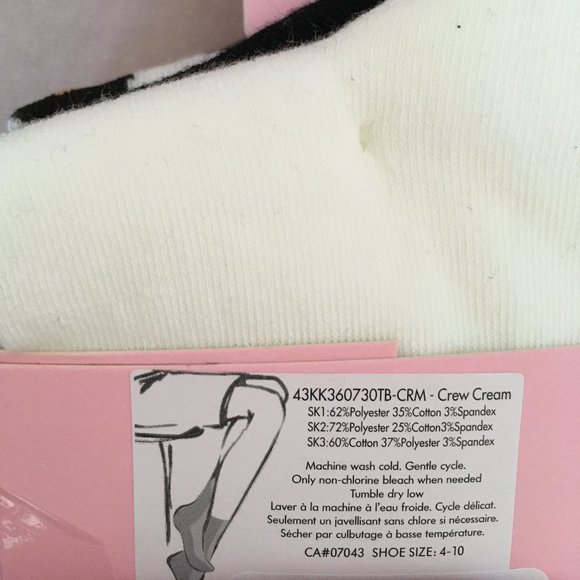 43KK360730TB-CRM - Crew Cream
SK1:62%Polyester 35%Cotton 3%Spandex
SK2:72%Polyester 25%Cotton3%Spandex
SK3:60%Cotton 37%Polyester 3%Spandex
Machine wash cold. Gentle cycle.
Only non-chlorine bleach when needed
Tumble dry low
Laver à la machine à l'eau froide. Cycle délicat.
Seulement un javellisant sans chlore si nécessaire.
Sécher par culbutage à basse température.
CA#07043 SHOE SIZE: 4-10